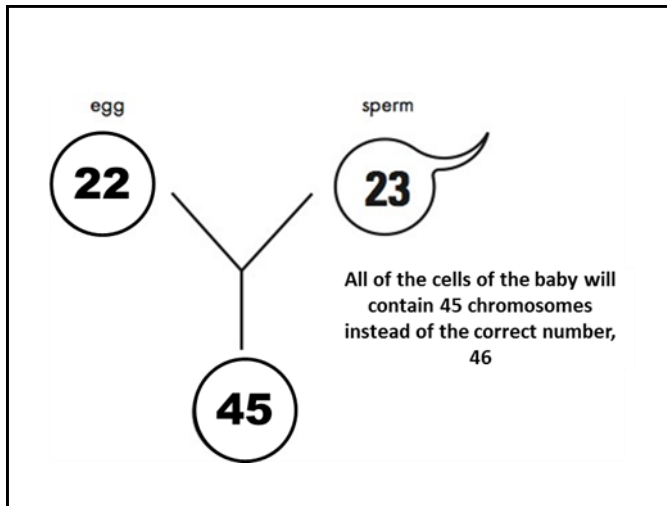 egg
sperm
22
23
All of the cells of the baby will
contain 45 chromosomes
instead of the correct number,
46
45